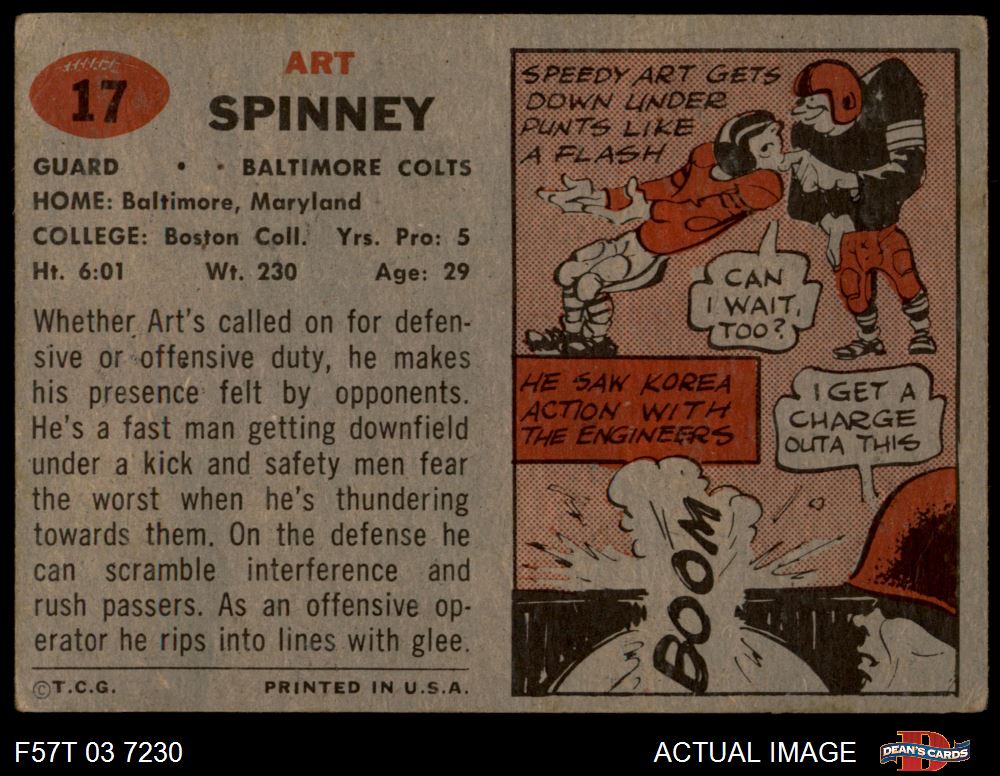 17
ART
SPINNEY
GUARD • • BALTIMORE COLTS
HOME: Baltimore, Maryland
COLLEGE: Boston Coll. Yrs. Pro: 5
Ht. 6:01 Wt. 230 Age: 29
Whether Art's called on for defen-
sive or offensive duty, he makes
his presence felt by opponents.
He's a fast man getting downfield
under a kick and safety men fear
the worst when he's thundering
towards them. On the defense he
can scramble interference and
rush passers. As an offensive op-
erator he rips into lines with glee.
©T.C.G. PRINTED IN U.S.A.
SPEEDY ART GETS
DOWN UNDER
PUNTS LIKE
A FLASH
CAN
I WAIT,
TOO?
HE SAW KOREA
ACTION WITH
THE ENGINEERS
I GET A
CHARGE
OUTA THIS
BOOM
F57T 03 7230
ACTUAL IMAGE
D
DEAN'S CARDS